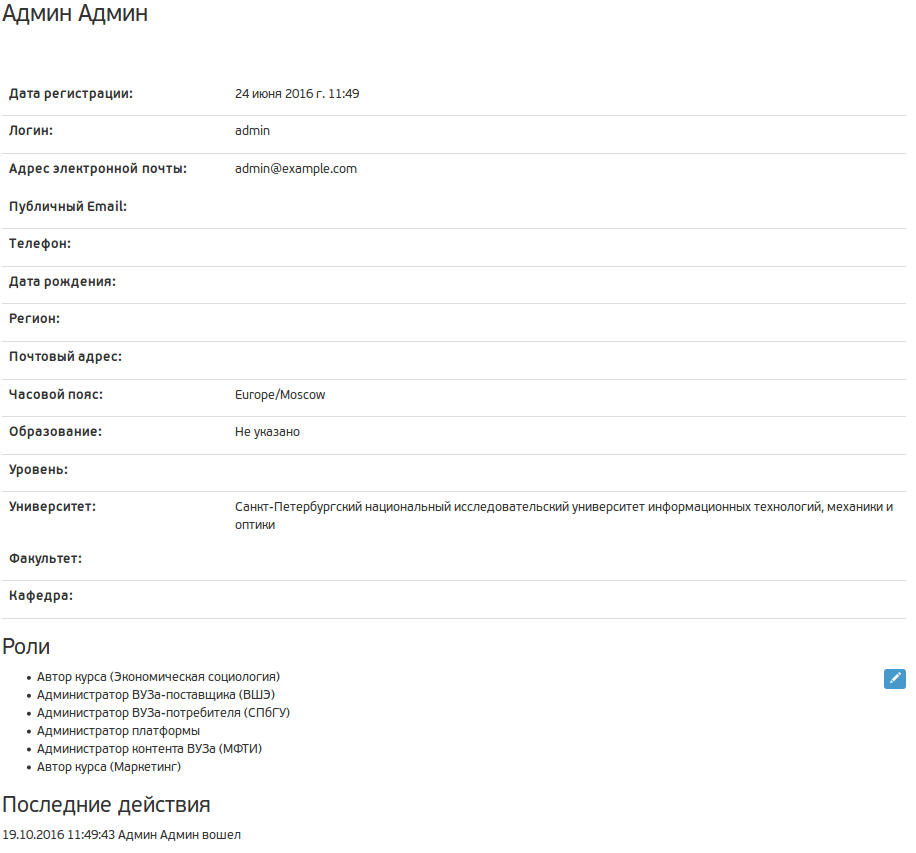 Админ Админ
Дата регистрации: 24 июня 2016 г. 11:49
Логин: admin
Адрес электронной почты: admin@example.com
Публичный Email:
Телефон:
Дата рождения:
Регион:
Почтовый адрес:
Часовой пояс: Europe/Moscow
Образование: Не указано
Уровень:
Университет: Санкт-Петербургский национальный исследовательский университет информационных технологий, механики и
оптики
Факультет:
Кафедра:
Роли
• Автор курса (Экономическая социология)
• Администратор ВУЗа-поставщика (ВШЭ)
• Администратор ВУЗа-потребителя (СПбГУ)
• Администратор платформы
• Администратор контента ВУЗа (МФТИ)
• Автор курса (Маркетинг)
Последние действия
19.10.2016 11:49:43 Админ Админ вошел